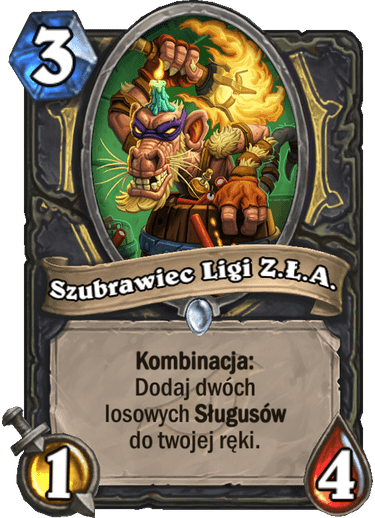 3
Szubrawiec Ligi Z.Ł.A.
Kombinacja:
Dodaj dwóch
losowych Sługusów
do twojej ręki.
1
4